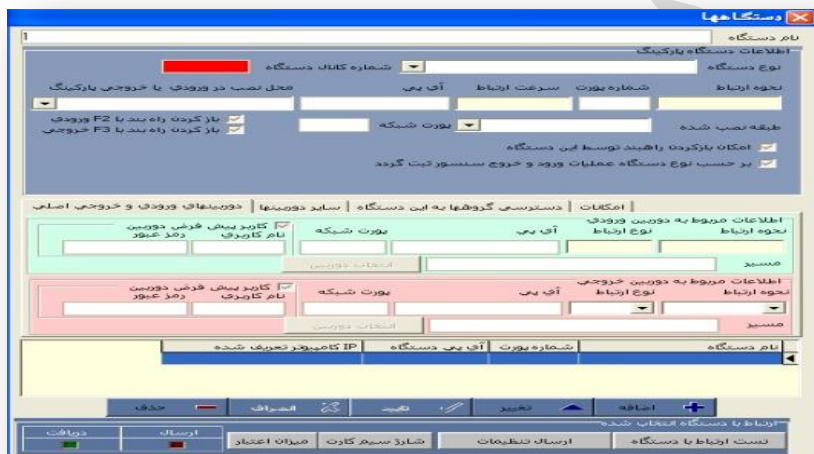 دستگاهها
نام دستگاه
1
اطلاعات دستگاه پارکینگ
نوع دستگاه
شماره کانال دستگاه
نحوه ارتباط شماره پورت سرعت ارتباط آی پی محل نصب در ورودی یا خروجی پارکینگ
طبقه نصب شده پورت شبکه
باز کردن راه بند با F2 ورودی
باز کردن راه بند با F3 خروجی
امکان بازکردن راهبند توسط این دستگاه
بر حسب نوع دستگاه عملیات ورود و خروج سنسور ثبت گردد
امکانات | دسترسی گروهها به این دستگاه | سایر دوربینها | دوربینهای ورودی و خروجی اصلی
اطلاعات مربوط به دوربین ورودی
نحوه ارتباط نوع ارتباط آی پی پورت شبکه
کاربر پیش فرض دوربین
نام کاربری رمز عبور
مسیر
انتخاب دوربین
اطلاعات مربوط به دوربین خروجی
نحوه ارتباط نوع ارتباط آی پی پورت شبکه
کاربر پیش فرض دوربین
نام کاربری رمز عبور
مسیر
انتخاب دوربین
نام دستگاه شماره پورت آی پی دستگاه IP کامپیوتر تعریف شده
اضافه تغییر تایید انصراف حذف
ارتباط با دستگاه انتخاب شده
تست ارتباط با دستگاه ارسال تنظیمات شارژ سیم کارت میزان اعتبار ارسال دریافت